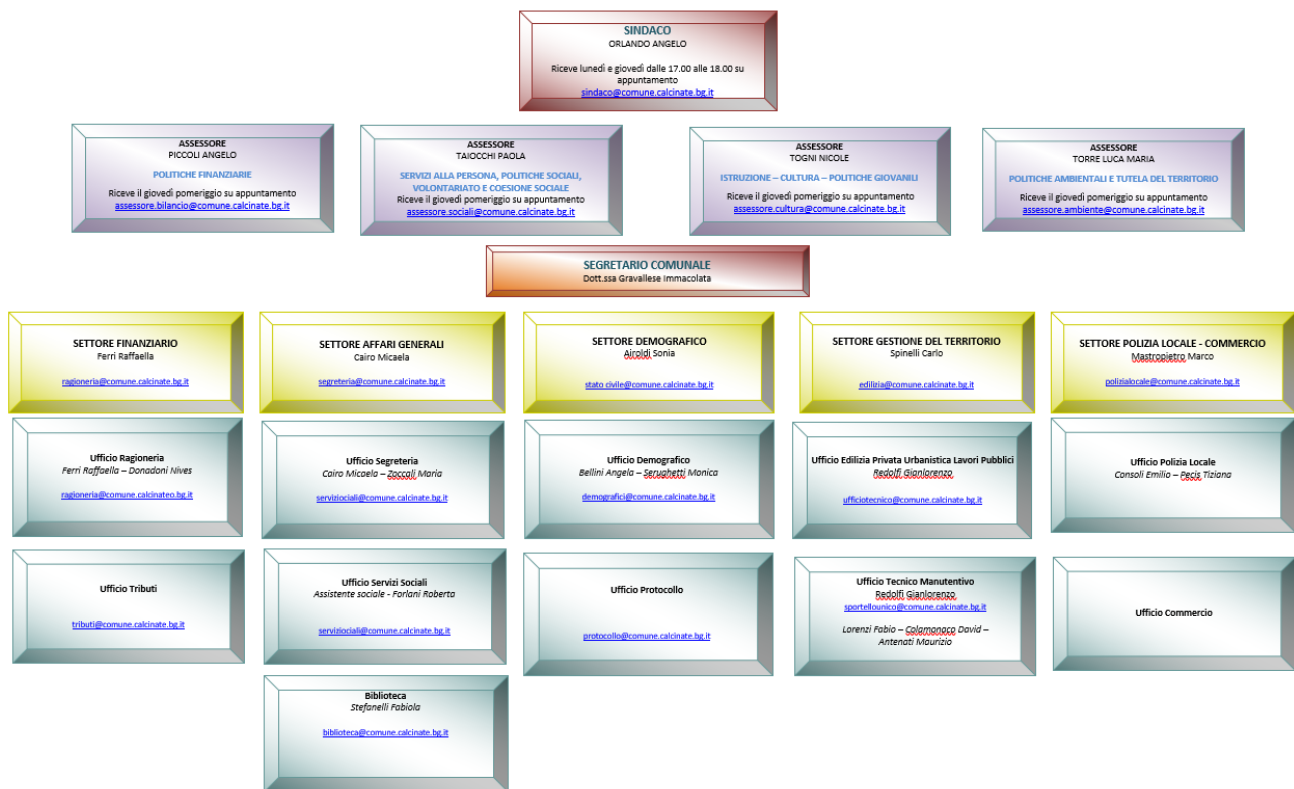 SINDACO
ORLANDO ANGELO
Riceve lunedì e giovedì dalle 17.00 alle 18.00 su
appuntamento
sindaco@comune.calcinate.bg.it
ASSESSORE
PICCOLI ANGELO
POLITICHE FINANZIARIE
Riceve il giovedì pomeriggio su appuntamento
assessore.bilancio@comune.calcinate.bg.it
ASSESSORE
TAIOCCHI PAOLA
SERVIZI ALLA PERSONA, POLITICHE SOCIALI,
VOLONTARIATO E COESIONE SOCIALE
Riceve il giovedì pomeriggio su appuntamento
assessore.sociali@comune.calcinate.bg.it
ASSESSORE
TOGNI NICOLE
ISTRUZIONE – CULTURA – POLITICHE GIOVANILI
Riceve il giovedì pomeriggio su appuntamento
assessore.cultura@comune.calcinate.bg.it
ASSESSORE
TORRE LUCA MARIA
POLITICHE AMBIENTALI E TUTELA DEL TERRITORIO
Riceve il giovedì pomeriggio su appuntamento
assessore.ambiente@comune.calcinate.bg.it
SEGRETARIO COMUNALE
Dott.ssa Gravallese Immacolata
SETTORE FINANZIARIO
Ferri Raffaella
ragioneria@comune.calcinate.bg.it
SETTORE AFFARI GENERALI
Cairo Micaela
segreteria@comune.calcinate.bg.it
SETTORE DEMOGRAFICO
Airoldi Sonia
stato civile@comune.calcinate.bg.it
SETTORE GESTIONE DEL TERRITORIO
Spinelli Carlo
edilizia@comune.calcinate.bg.it
SETTORE POLIZIA LOCALE - COMMERCIO
Mastropietro Marco
polizialocale@comune.calcinate.bg.it
Ufficio Ragioneria
Ferri Raffaella – Donadoni Nives
ragioneria@comune.calcinateo.bg.it
Ufficio Segreteria
Cairo Micaela – Zoccali Maria
serviziociali@comune.calcinate.bg.it
Ufficio Demografico
Bellini Angela – Serughetti Monica
demografici@comune.calcinate.bg.it
Ufficio Edilizia Privata Urbanistica Lavori Pubblici
Redolfi Gianlorenzo
ufficiotecnico@comune.calcinate.bg.it
Ufficio Polizia Locale
Consoli Emilio – Pecis Tiziana
Ufficio Tributi
tributi@comune.calcinate.bg.it
Ufficio Servizi Sociali
Assistente sociale - Forlani Roberta
serviziociali@comune.calcinate.bg.it
Ufficio Protocollo
protocollo@comune.calcinate.bg.it
Ufficio Tecnico Manutentivo
Redolfi Gianlorenzo
sportellounico@comune.calcinate.bg.it
Lorenzi Fabio – Colamonaco David –
Antenati Maurizio
Ufficio Commercio
Biblioteca
Stefanelli Fabiola
biblioteca@comune.calcinate.bg.it